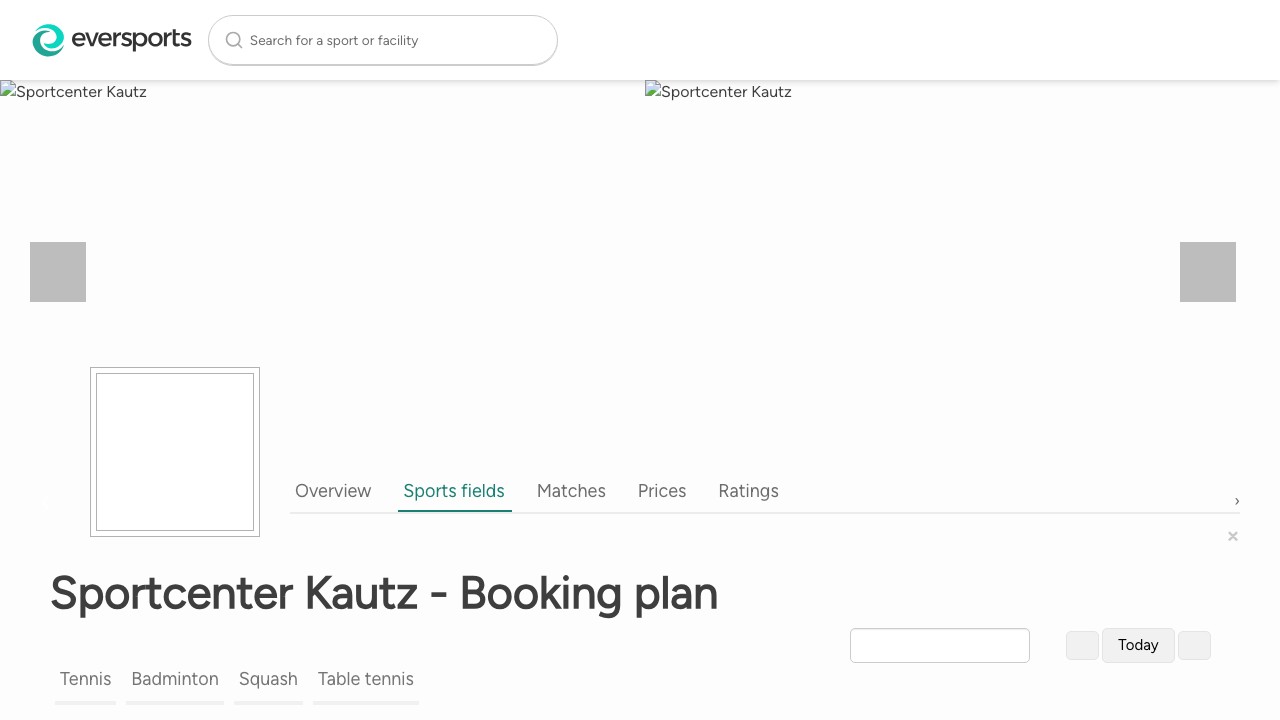 eversports
Search for a sport or facility
Sportcenter Kautz
Sportcenter Kautz
Overview
Sports fields
Matches
Prices
Ratings
›
×
Sportcenter Kautz - Booking plan
Today
Tennis
Badminton
Squash
Table tennis